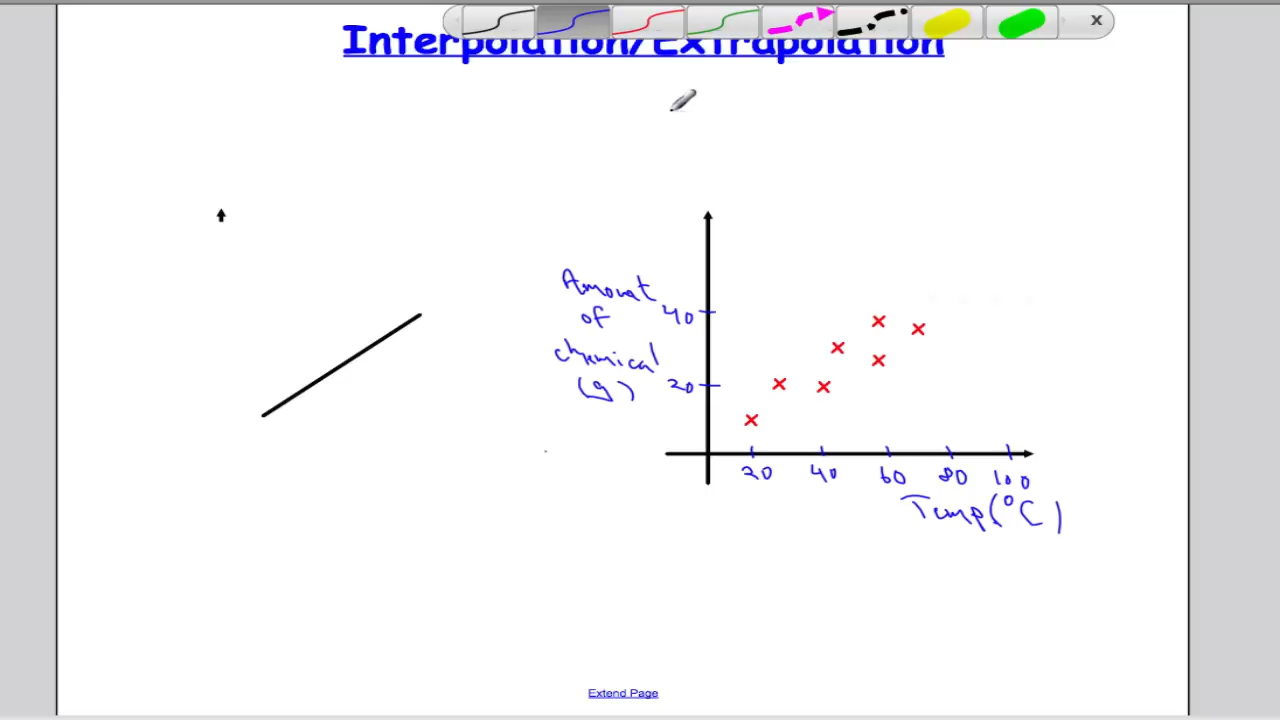 Interpolation/Extrapolation
x
Amount
of
chemical
(g)
40
20
20 40 60 80 100
Temp(°C)
Extend Page